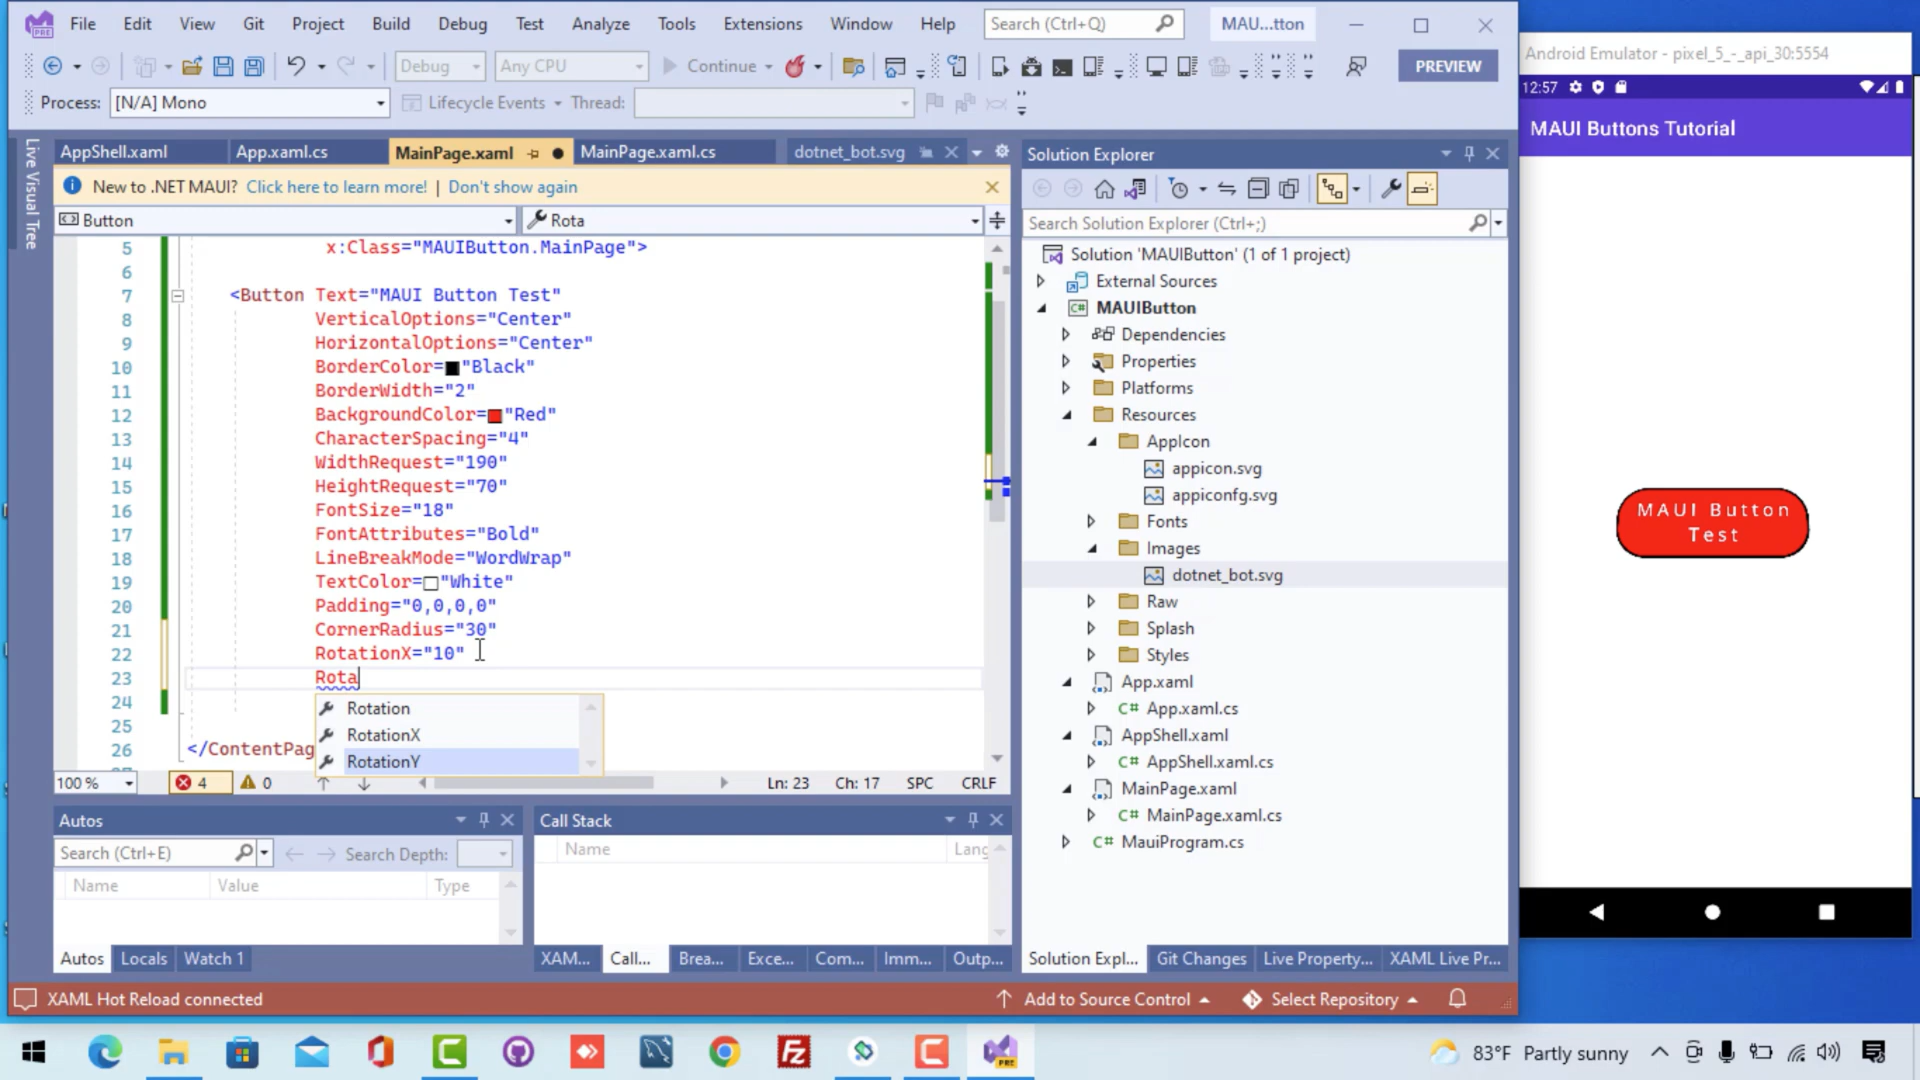 File Edit View Git Project Build Debug Test Analyze Tools Extensions Window Help Search (Ctrl+Q) MAU...tton
Debug Any CPU Continue PREVIEW
Process: [N/A] Mono Lifecycle Events Thread:
AppShell.xaml App.xaml.cs MainPage.xaml MainPage.xaml.cs dotnet_bot.svg
New to .NET MAUI? Click here to learn more! | Don't show again
Button Rota
5 x:Class="MAUIButton.MainPage">
6
7 <Button Text="MAUI Button Test"
8 VerticalOptions="Center"
9 HorizontalOptions="Center"
10 BorderColor="Black"
11 BorderWidth="2"
12 BackgroundColor="Red"
13 CharacterSpacing="4"
14 WidthRequest="190"
15 HeightRequest="70"
16 FontSize="18"
17 FontAttributes="Bold"
18 LineBreakMode="WordWrap"
19 TextColor="White"
20 Padding="0,0,0,0"
21 CornerRadius="30"
22 RotationX="10"
23 Rota
24
25
26 </ContentPag
Rotation
RotationX
RotationY
100 % 4 0 Ln: 23 Ch: 17 SPC CRLF
Autos
Search (Ctrl+E) Search Depth:
Name Value Type
Autos Locals Watch 1
Call Stack
Name Lang
XAM... Call... Brea... Exce... Com... Imm... Outp...
Live Visual Tree
Solution Explorer
Search Solution Explorer (Ctrl+;)
Solution 'MAUIButton' (1 of 1 project)
External Sources
C# MAUIButton
Dependencies
Properties
Platforms
Resources
AppIcon
appicon.svg
appiconfg.svg
Fonts
Images
dotnet_bot.svg
Raw
Splash
Styles
App.xaml
C# App.xaml.cs
AppShell.xaml
C# AppShell.xaml.cs
MainPage.xaml
C# MainPage.xaml.cs
C# MauiProgram.cs
Solution Expl... Git Changes Live Property... XAML Live Pr...
XAML Hot Reload connected Add to Source Control Select Repository
Android Emulator - pixel_5_-_api_30:5554
12:57
MAUI Buttons Tutorial
MAUI Button
Test
83°F Partly sunny